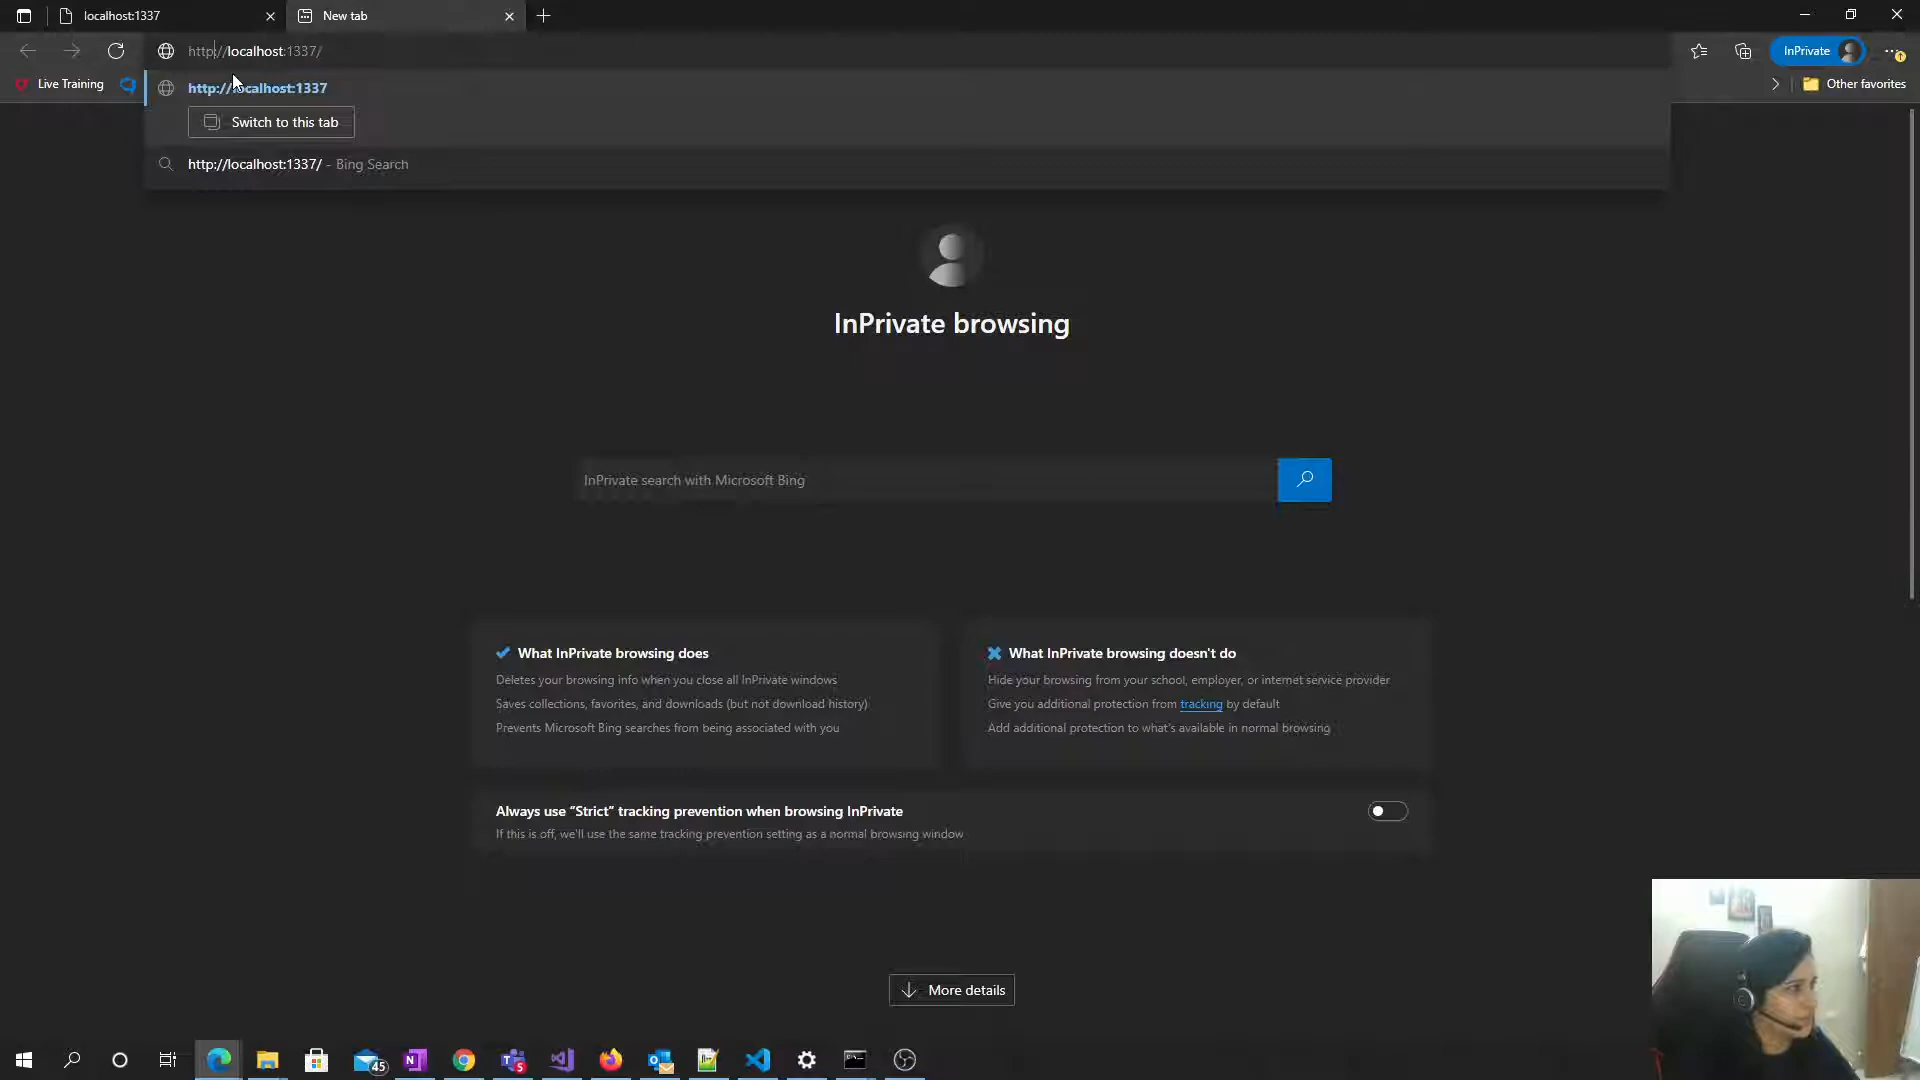 localhost:1337
New tab
http://localhost:1337/
InPrivate
Live Training
Other favorites
http://localhost:1337
Switch to this tab
http://localhost:1337/ - Bing Search
InPrivate browsing
InPrivate search with Microsoft Bing
What InPrivate browsing does
Deletes your browsing info when you close all InPrivate windows
Saves collections, favorites, and downloads (but not download history)
Prevents Microsoft Bing searches from being associated with you
What InPrivate browsing doesn't do
Hide your browsing from your school, employer, or internet service provider
Give you additional protection from tracking by default
Add additional protection to what's available in normal browsing
Always use "Strict" tracking prevention when browsing InPrivate
If this is off, we'll use the same tracking prevention setting as a normal browsing window
More details
45